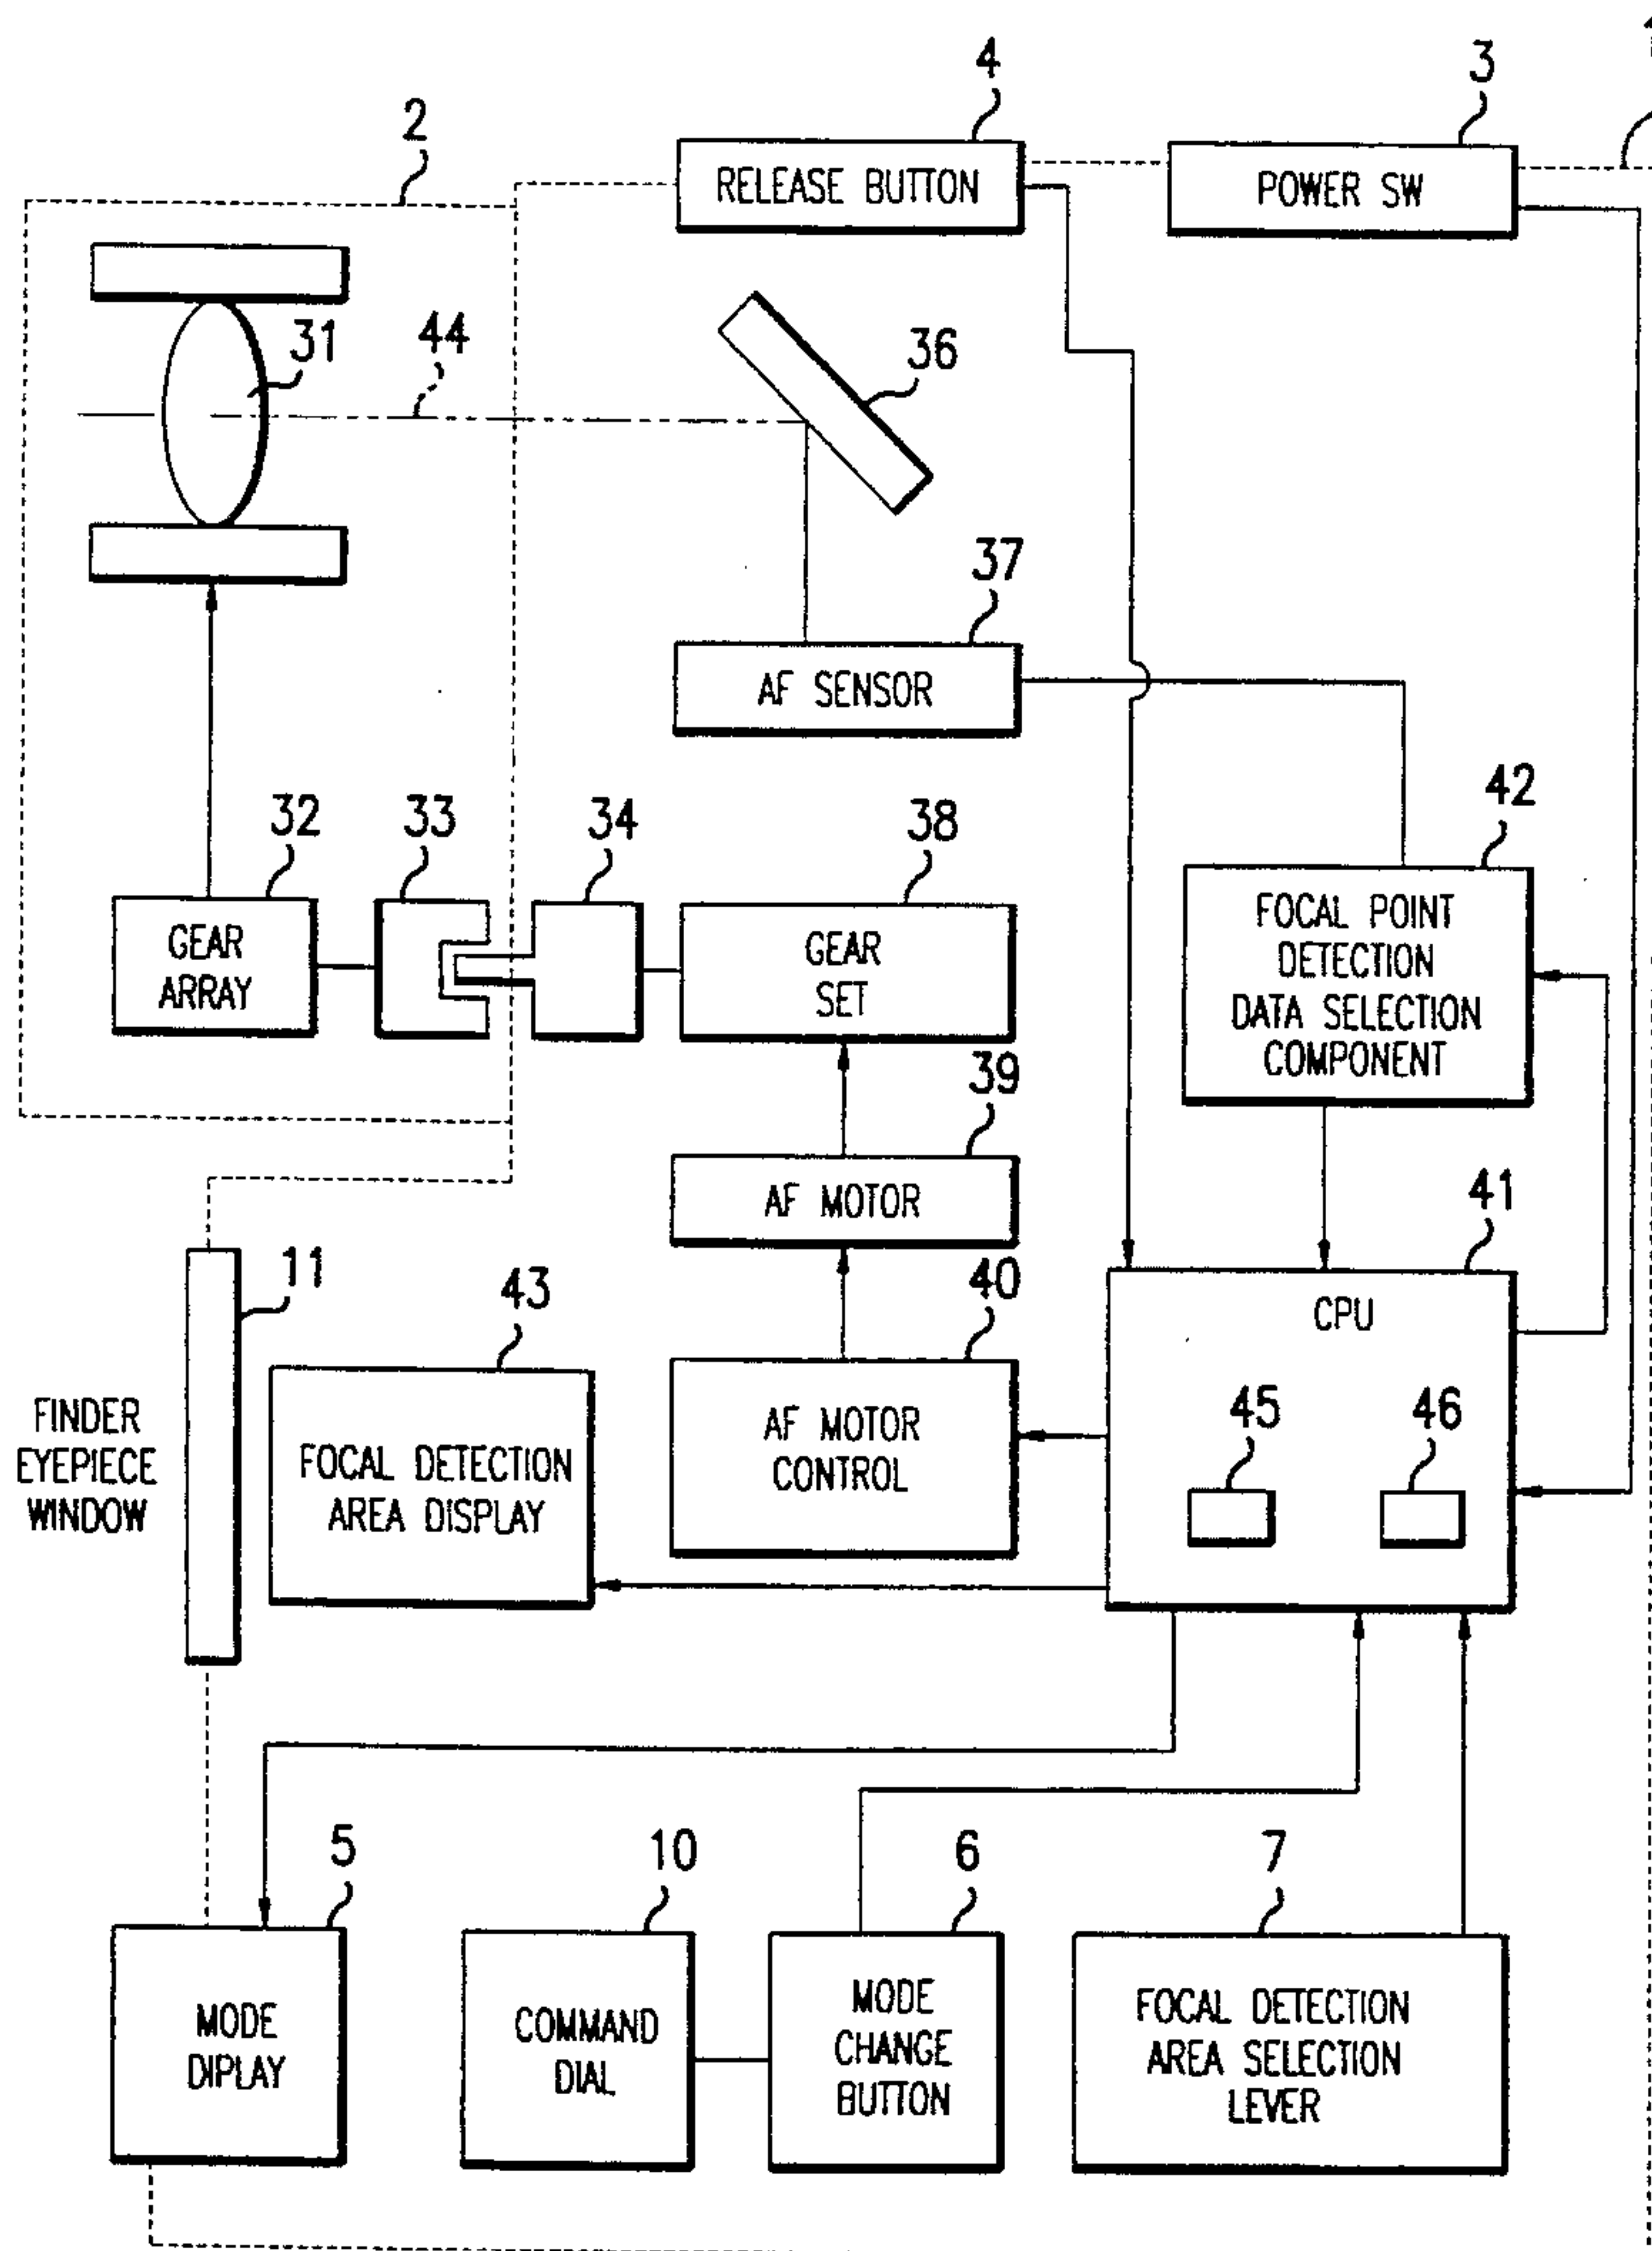 4
3
2
RELEASE BUTTON
POWER SW
31
44
36
37
AF SENSOR
42
32
33
34
38
GEAR
ARRAY
GEAR
SET
FOCAL POINT
DETECTION
DATA SELECTION
COMPONENT
39
AF MOTOR
41
11
43
40
CPU
FINDER
EYEPIECE
WINDOW
FOCAL DETECTION
AREA DISPLAY
AF MOTOR
CONTROL
45
46
5
10
6
7
MODE
DIPLAY
COMMAND
DIAL
MODE
CHANGE
BUTTON
FOCAL DETECTION
AREA SELECTION
LEVER